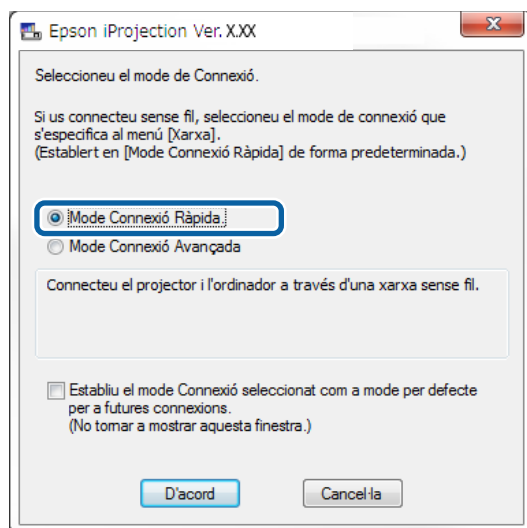 Epson iProjection Ver. X.XX
Seleccioneu el mode de Connexió.
Si us connecteu sense fil, seleccioneu el mode de connexió que
s'especifica al menú [Xarxa].
(Establert en [Mode Connexió Ràpida] de forma predeterminada.)
Mode Connexió Ràpida.
Mode Connexió Avançada
Connecteu el projector i l'ordinador a través d'una xarxa sense fil.
Establiu el mode Connexió seleccionat com a mode per defecte
per a futures connexions.
(No tornar a mostrar aquesta finestra.)
D'acord
Cancel·la